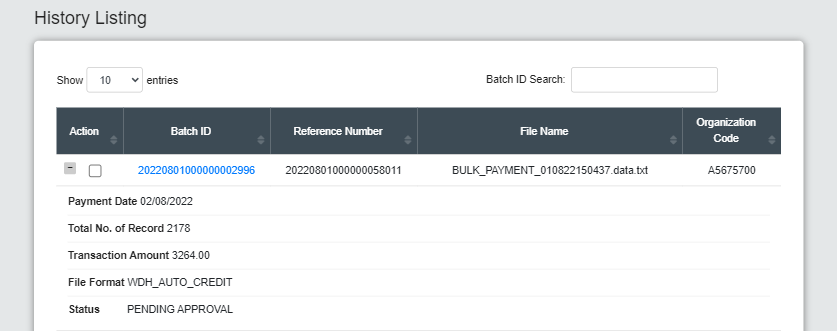 History Listing
Show 10 entries Batch ID Search:
Action Batch ID Reference Number File Name Organization Code
20220801000000002996 20220801000000058011 BULK_PAYMENT_010822150437.data.txt A5675700
Payment Date 02/08/2022
Total No. of Record 2178
Transaction Amount 3264.00
File Format WDH_AUTO_CREDIT
Status PENDING APPROVAL